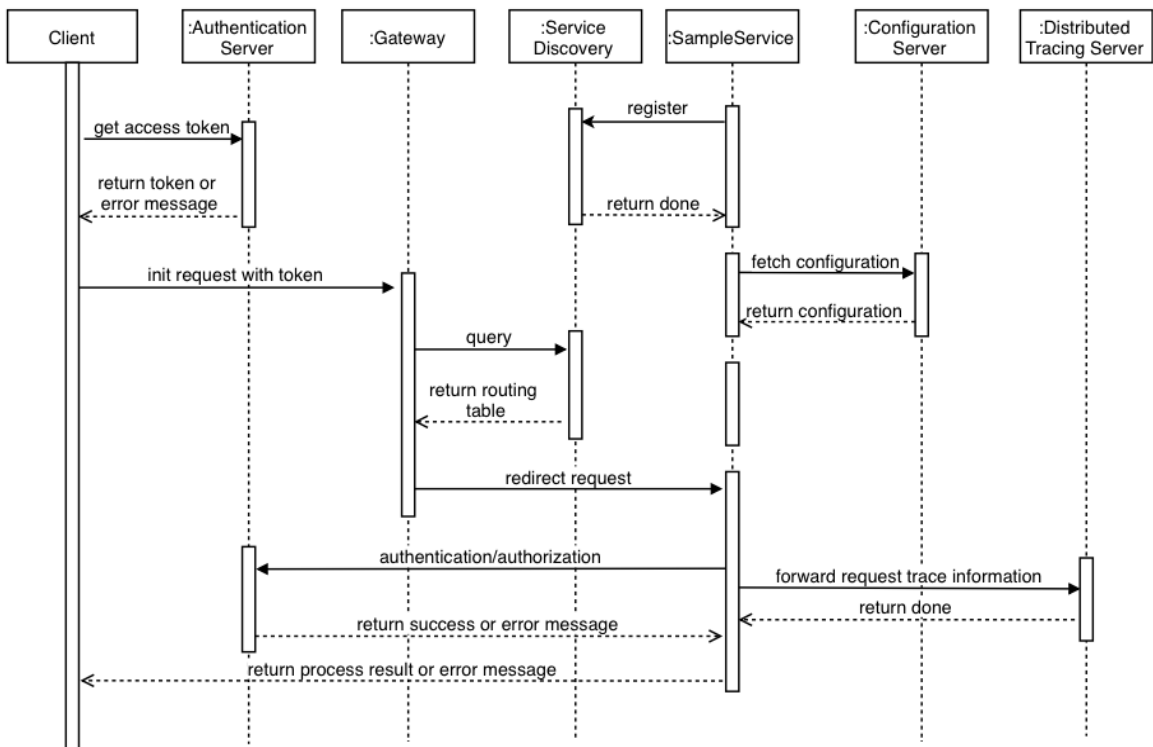 Client
:Authentication
Server
:Gateway
:Service
Discovery
:SampleService
:Configuration
Server
:Distributed
Tracing Server
register
get access token
return token or
error message
return done
fetch configuration
init request with token
return configuration
query
return routing
table
redirect request
authentication/authorization
forward request trace information
return done
return success or error message
return process result or error message